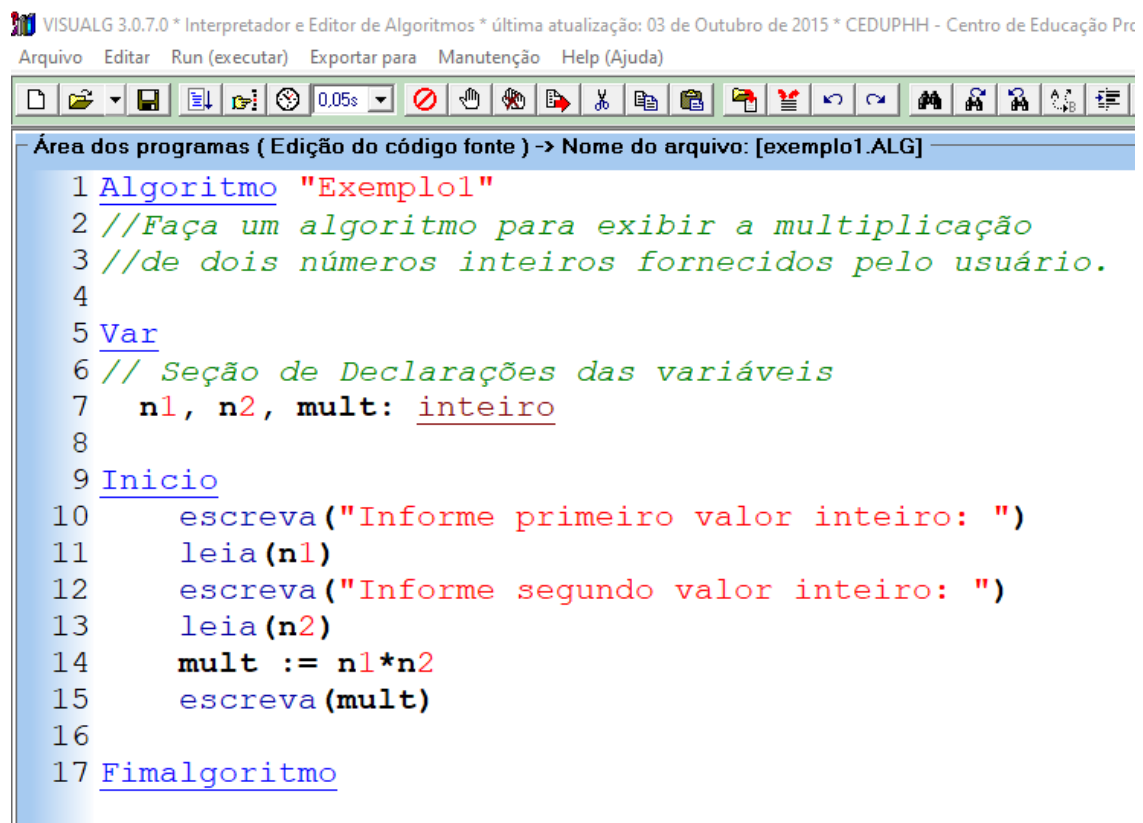 VISUALG 3.0.7.0 * Interpretador e Editor de Algoritmos * última atualização: 03 de Outubro de 2015 * CEDUPHH - Centro de Educação Pro
Arquivo Editar Run (executar) Exportar para Manutenção Help (Ajuda)
0,05s
Área dos programas ( Edição do código fonte ) -> Nome do arquivo: [exemplo1.ALG]
1 Algoritmo "Exemplo1"
2 //Faça um algoritmo para exibir a multiplicação
3 //de dois números inteiros fornecidos pelo usuário.
4
5 Var
6 // Seção de Declarações das variáveis
7 n1, n2, mult: inteiro
8
9 Inicio
10 escreva("Informe primeiro valor inteiro: ")
11 leia(n1)
12 escreva("Informe segundo valor inteiro: ")
13 leia(n2)
14 mult := n1*n2
15 escreva(mult)
16
17 Fimalgoritmo